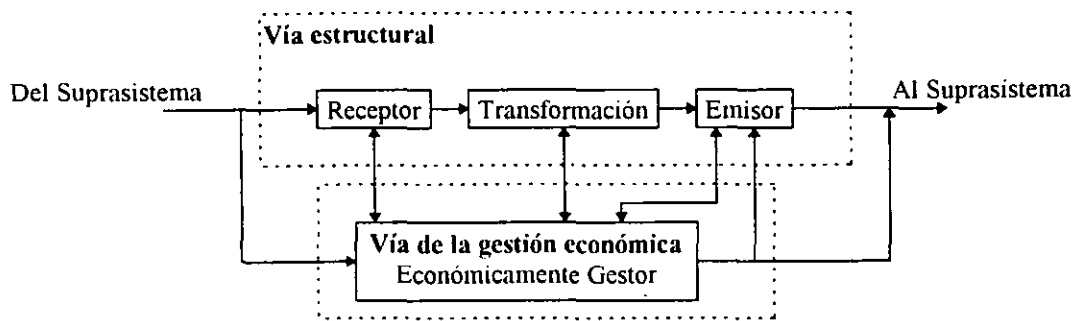 Vía estructural
Del Suprasistema
Al Suprasistema
Receptor
Transformación
Emisor
Vía de la gestión económica
Económicamente Gestor